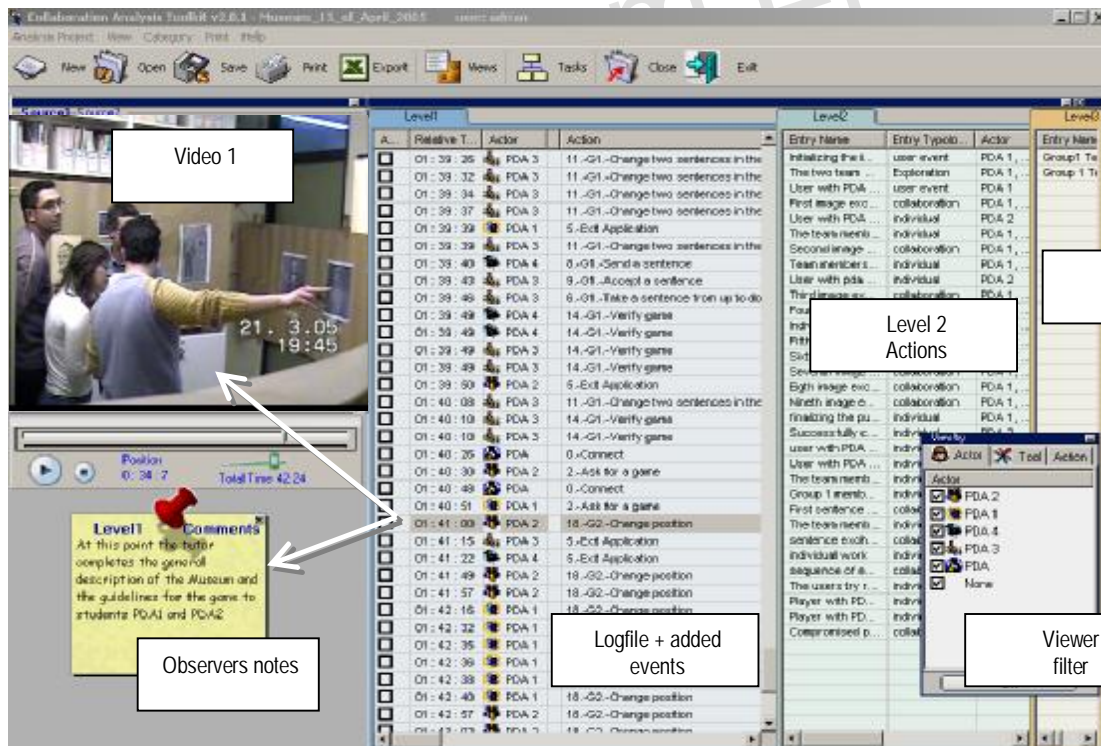 Collaboration Analysis Toolkit v2.0.1 - Museum_15_of_April_2005 user: adrian
Analysis Project View Category Print Help
New Open Save Print Export Views Tasks Close Exit
Source1 Source2
Video 1
21. 3.05
19:45
Position
0: 34: 7
Total Time 42:24
Level1 Comments
At this point the tutor
completes the general
description of the Museum and
the guidelines for the game to
students PDA1 and PDA2
Observers notes
Level1
A... Relative T... Actor Action
01 : 39 : 26 PDA 3 11.-G1.-Change two sentences in the
01 : 39 : 32 PDA 3 11.-G1.-Change two sentences in the
01 : 39 : 34 PDA 3 11.-G1.-Change two sentences in the
01 : 39 : 37 PDA 3 11.-G1.-Change two sentences in the
01 : 39 : 39 PDA 1 5.-Exit Application
01 : 39 : 39 PDA 3 11.-G1.-Change two sentences in the
01 : 39 : 40 PDA 4 8.-G1.-Send a sentence
01 : 39 : 43 PDA 3 9.-G1.-Accept a sentence
01 : 39 : 46 PDA 3 6.-G1.-Take a sentence from up to do
01 : 39 : 49 PDA 4 14.-G1.-Verify game
01 : 39 : 49 PDA 4 14.-G1.-Verify game
01 : 39 : 49 PDA 3 14.-G1.-Verify game
01 : 39 : 49 PDA 3 14.-G1.-Verify game
01 : 39 : 50 PDA 2 5.-Exit Application
01 : 40 : 08 PDA 3 11.-G1.-Change two sentences in the
01 : 40 : 10 PDA 3 14.-G1.-Verify game
01 : 40 : 10 PDA 3 14.-G1.-Verify game
01 : 40 : 26 PDA 0.-Connect
01 : 40 : 30 PDA 2 2.-Ask for a game
01 : 40 : 48 PDA 0.-Connect
01 : 40 : 51 PDA 1 2.-Ask for a game
01 : 41 : 00 PDA 2 18.-G2.-Change position
01 : 41 : 15 PDA 3 5.-Exit Application
01 : 41 : 22 PDA 4 5.-Exit Application
01 : 41 : 49 PDA 2 18.-G2.-Change position
01 : 41 : 57 PDA 2 18.-G2.-Change position
01 : 42 : 16 PDA 1 18.-G2.-Change position
01 : 42 : 32 PDA 1
01 : 42 : 35 PDA 1
01 : 42 : 36 PDA 1
01 : 42 : 38 PDA 1
01 : 42 : 40 PDA 1 18.-G2.-Change position
01 : 42 : 57 PDA 2 18.-G2.-Change position
PDA 2 18.-G2.-Change position
Logfile + added
events
Level2
Entry Name Entry Typolo... Actor
Initializing the i... user event PDA 1, ...
The two team ... Exploration PDA 1, ...
User with PDA ... user event PDA 1
First image exc... collaboration PDA 1, ...
User with PDA ... individual PDA 2
The team memb... individual PDA 1, ...
Second image ... collaboration PDA 1, ...
Team members ... individual PDA 1, ...
User with pda ... individual PDA 2
Third image ex... collaboration PDA 1, ...
Level 2
Actions
Eigth image exc... collaboration PDA 1, ...
Nineth image e... collaboration PDA 1, ...
finalizing the pu... individual PDA 1, ...
Successfully c...
user with PDA ...
User with PDA ...
The team memb...
Group 1 memb...
First sentence ...
The team memb...
sentence exch...
individual work
sequence of e...
The users try r...
Player with PD...
Player with PD...
Compromised p...
Level3
Entry Name
Group1 Te
Group 1 Te
View by
Actor Tool Action
Actor
PDA 2
PDA 1
PDA 4
PDA 3
PDA
None
Viewer
filter